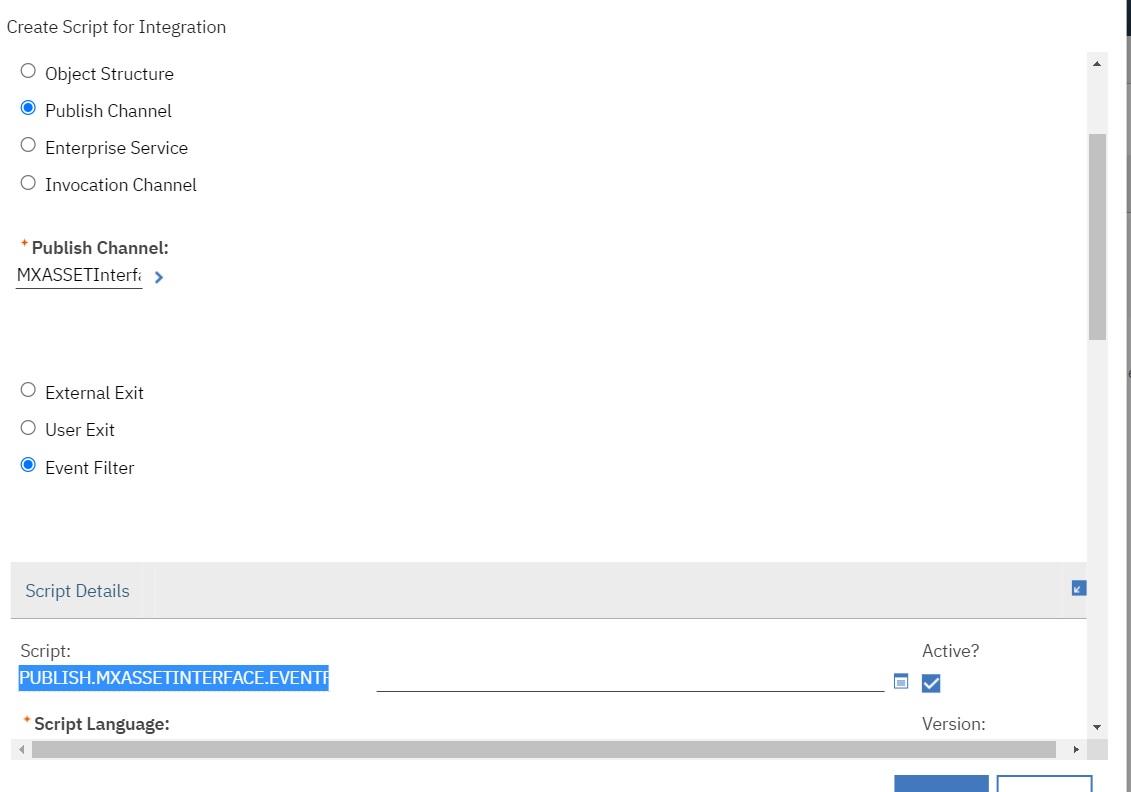 Create Script for Integration
Object Structure
Publish Channel
Enterprise Service
Invocation Channel
* Publish Channel:
MXASSETInterf
External Exit
User Exit
Event Filter
Script Details
Script: Active?
PUBLISH.MXASSETINTERFACE.EVENTF
* Script Language: Version: